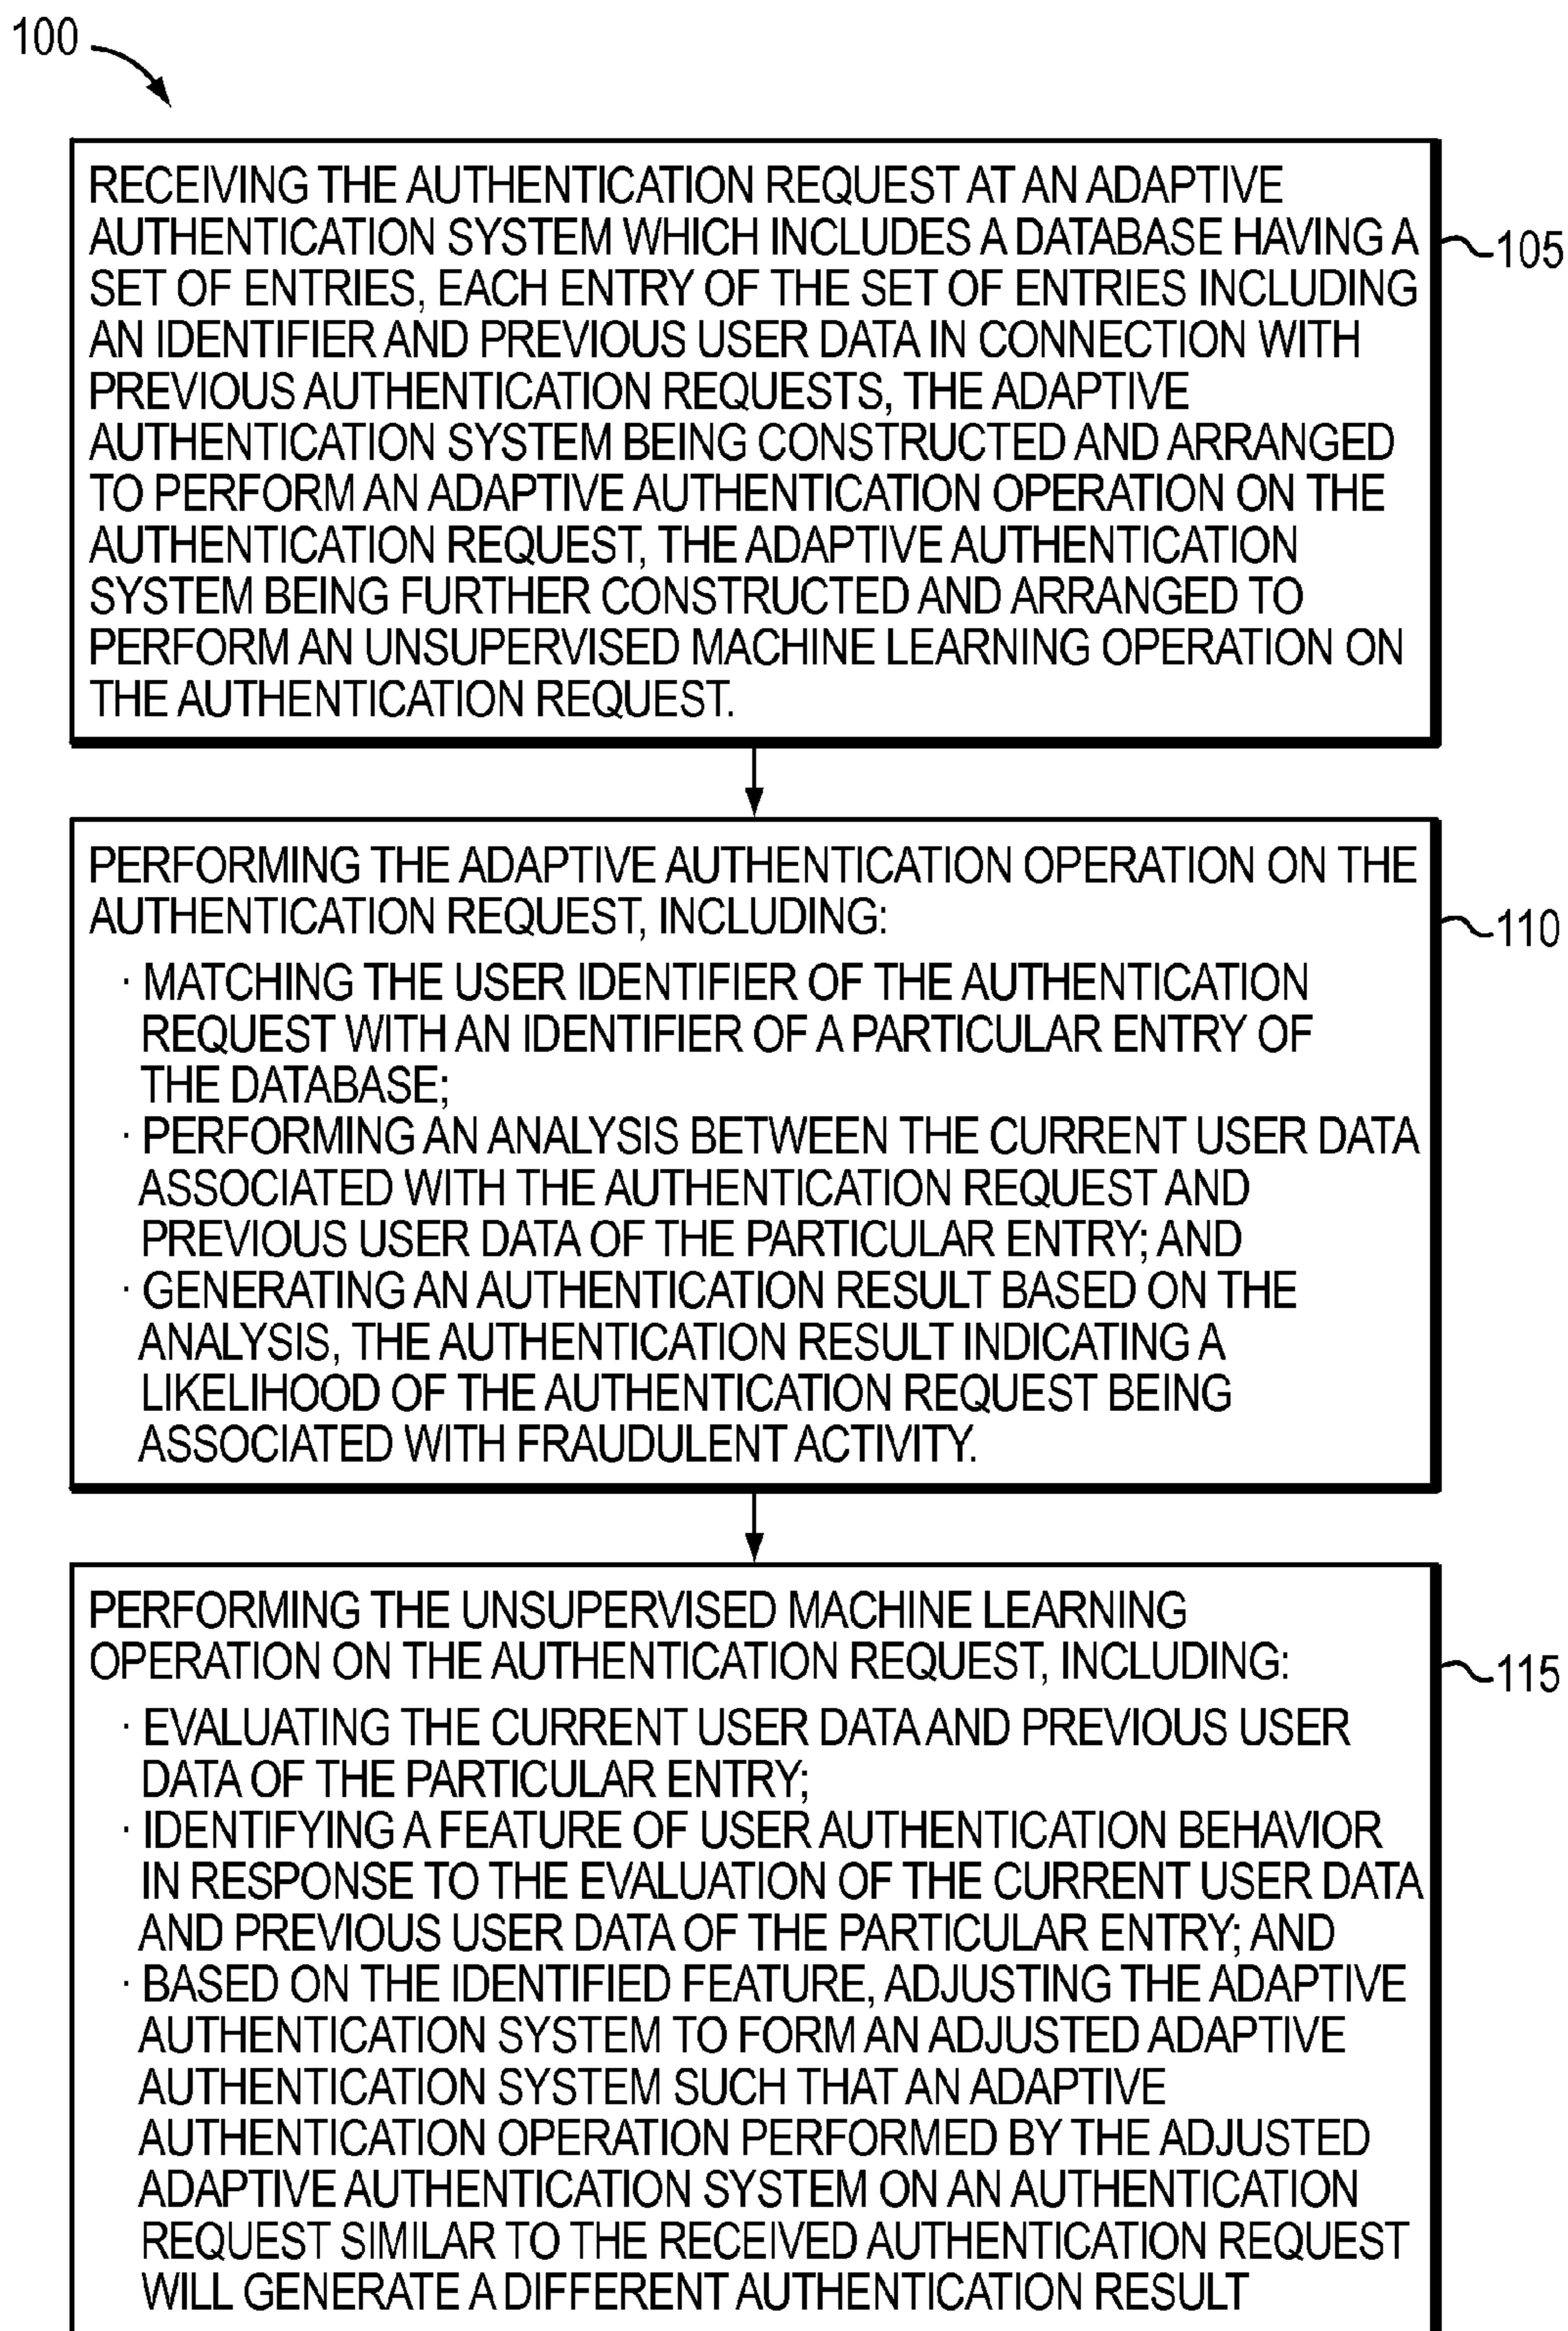 100
RECEIVING THE AUTHENTICATION REQUEST AT AN ADAPTIVE
AUTHENTICATION SYSTEM WHICH INCLUDES A DATABASE HAVING A
SET OF ENTRIES, EACH ENTRY OF THE SET OF ENTRIES INCLUDING
AN IDENTIFIER AND PREVIOUS USER DATA IN CONNECTION WITH
PREVIOUS AUTHENTICATION REQUESTS, THE ADAPTIVE
AUTHENTICATION SYSTEM BEING CONSTRUCTED AND ARRANGED
TO PERFORM AN ADAPTIVE AUTHENTICATION OPERATION ON THE
AUTHENTICATION REQUEST, THE ADAPTIVE AUTHENTICATION
SYSTEM BEING FURTHER CONSTRUCTED AND ARRANGED TO
PERFORM AN UNSUPERVISED MACHINE LEARNING OPERATION ON
THE AUTHENTICATION REQUEST.
105
PERFORMING THE ADAPTIVE AUTHENTICATION OPERATION ON THE
AUTHENTICATION REQUEST, INCLUDING:
· MATCHING THE USER IDENTIFIER OF THE AUTHENTICATION
REQUEST WITH AN IDENTIFIER OF A PARTICULAR ENTRY OF
THE DATABASE;
· PERFORMING AN ANALYSIS BETWEEN THE CURRENT USER DATA
ASSOCIATED WITH THE AUTHENTICATION REQUEST AND
PREVIOUS USER DATA OF THE PARTICULAR ENTRY; AND
· GENERATING AN AUTHENTICATION RESULT BASED ON THE
ANALYSIS, THE AUTHENTICATION RESULT INDICATING A
LIKELIHOOD OF THE AUTHENTICATION REQUEST BEING
ASSOCIATED WITH FRAUDULENT ACTIVITY.
110
PERFORMING THE UNSUPERVISED MACHINE LEARNING
OPERATION ON THE AUTHENTICATION REQUEST, INCLUDING:
· EVALUATING THE CURRENT USER DATA AND PREVIOUS USER
DATA OF THE PARTICULAR ENTRY;
· IDENTIFYING A FEATURE OF USER AUTHENTICATION BEHAVIOR
IN RESPONSE TO THE EVALUATION OF THE CURRENT USER DATA
AND PREVIOUS USER DATA OF THE PARTICULAR ENTRY; AND
· BASED ON THE IDENTIFIED FEATURE, ADJUSTING THE ADAPTIVE
AUTHENTICATION SYSTEM TO FORM AN ADJUSTED ADAPTIVE
AUTHENTICATION SYSTEM SUCH THAT AN ADAPTIVE
AUTHENTICATION OPERATION PERFORMED BY THE ADJUSTED
ADAPTIVE AUTHENTICATION SYSTEM ON AN AUTHENTICATION
REQUEST SIMILAR TO THE RECEIVED AUTHENTICATION REQUEST
WILL GENERATE A DIFFERENT AUTHENTICATION RESULT
115